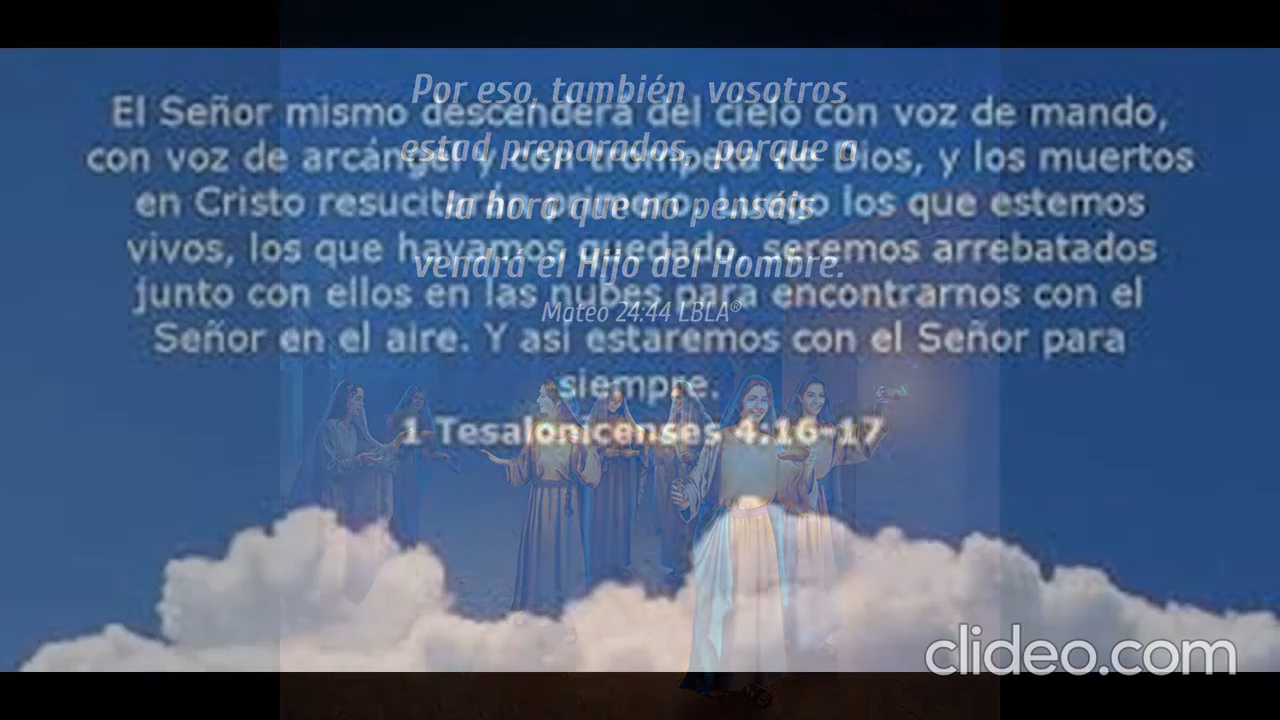 El Señor mismo descenderá del cielo con voz de mando,
con voz de arcángel y con trompeta de Dios, y los muertos
en Cristo resucitarán primero. Luego los que estemos
vivos, los que hayamos quedado, seremos arrebatados
junto con ellos en las nubes para encontrarnos con el
Señor en el aire. Y así estaremos con el Señor para
siempre.
1 Tesalonicenses 4:16-17
Por eso, también vosotros
estad preparados, porque a
la hora que no pensáis
vendrá el Hijo del Hombre.
Mateo 24:44 LBLA®
clideo.com